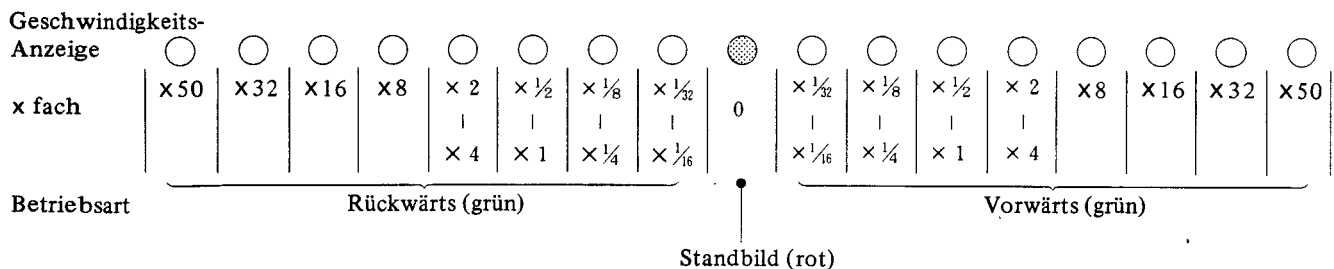 Geschwindigkeits-
Anzeige
x fach ×50 ×32 ×16 ×8 × 2 × ½ × ⅛ × 1/32 0 × 1/32 × ⅛ × ½ × 2 ×8 ×16 ×32 ×50
× 4 × 1 × ¼ × 1/16 × 1/16 × ¼ × 1 × 4
Betriebsart Rückwärts (grün) Vorwärts (grün)
Standbild (rot)